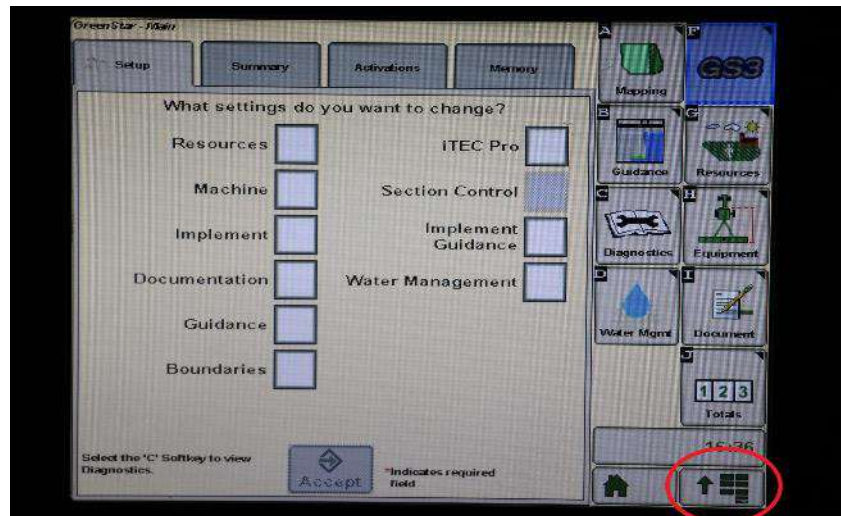 GreenStar - Main
Setup
Summary
Activations
Memory
What settings do you want to change?
Resources
iTEC Pro
Machine
Section Control
Implement
Implement
Guidance
Documentation
Water Management
Guidance
Boundaries
Select the 'C' Softkey to view
Diagnostics.
Accept
*Indicates required
field
A
Mapping
F
GS3
B
Guidance
G
Resources
C
Diagnostics
H
Equipment
D
Water Mgmt
I
Document
J
1 2 3
Totals
16:36